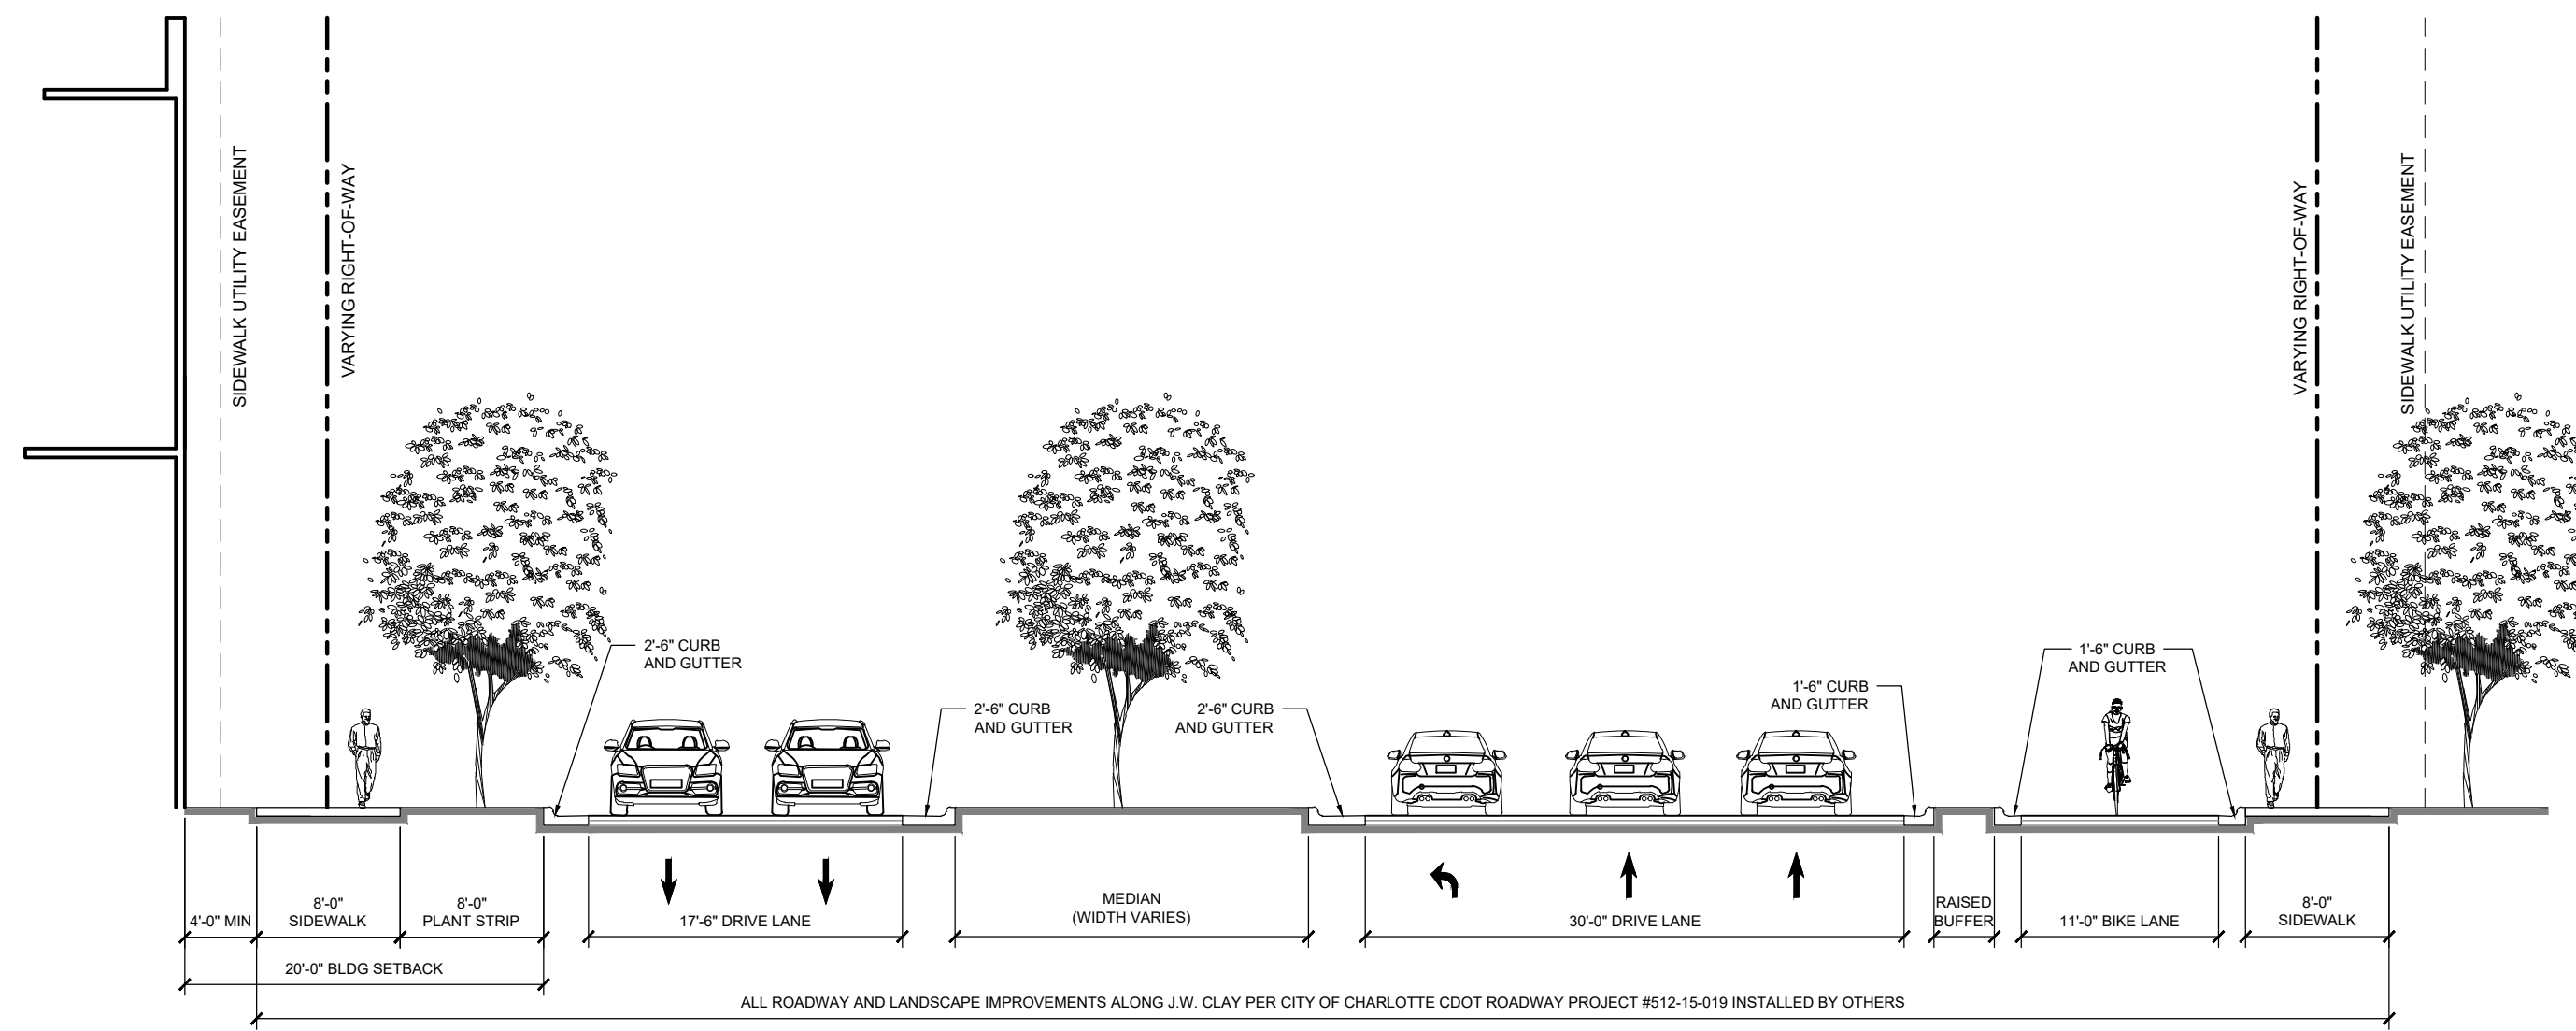 SIDEWALK UTILITY EASEMENT
VARYING RIGHT-OF-WAY
VARYING RIGHT-OF-WAY
SIDEWALK UTILITY EASEMENT
2'-6" CURB
AND GUTTER
2'-6" CURB
AND GUTTER
2'-6" CURB
AND GUTTER
1'-6" CURB
AND GUTTER
1'-6" CURB
AND GUTTER
4'-0" MIN
8'-0"
SIDEWALK
8'-0"
PLANT STRIP
17'-6" DRIVE LANE
MEDIAN
(WIDTH VARIES)
30'-0" DRIVE LANE
RAISED
BUFFER
11'-0" BIKE LANE
8'-0"
SIDEWALK
20'-0" BLDG SETBACK
ALL ROADWAY AND LANDSCAPE IMPROVEMENTS ALONG J.W. CLAY PER CITY OF CHARLOTTE CDOT ROADWAY PROJECT #512-15-019 INSTALLED BY OTHERS